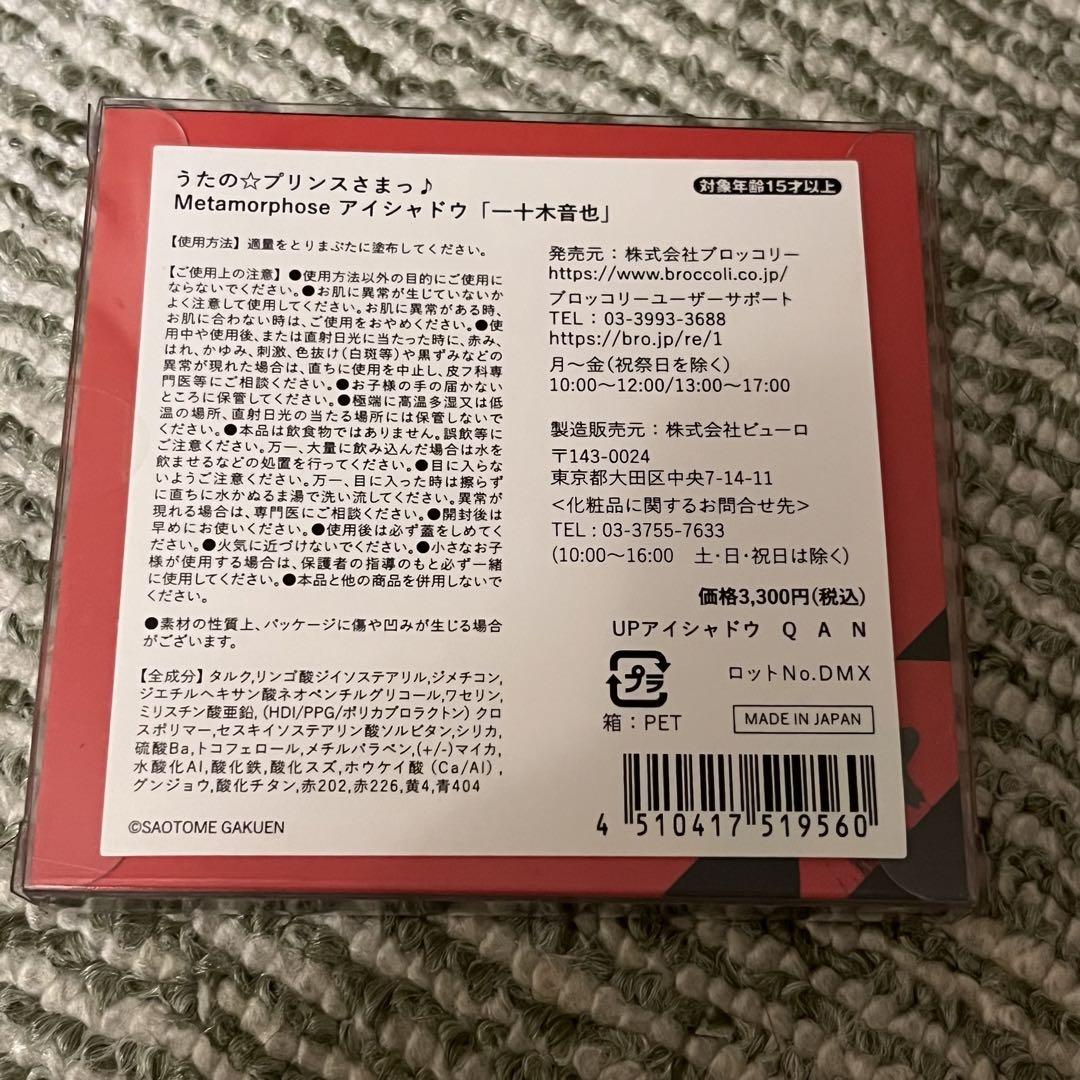 うたの☆プリンスさまっ♪
Metamorphose アイシャドウ「一十木音也」
対象年齢15才以上
【使用方法】適量をとりまぶたに塗布してください。
【ご使用上の注意】●使用方法以外の目的にご使用に
ならないでください。●お肌に異常が生じていないか
よく注意して使用してください。お肌に異常がある時、
お肌に合わない時は、ご使用をおやめください。●使
用中や使用後、または直射日光に当たった時に、赤み、
はれ、かゆみ、刺激、色抜け(白斑等)や黒ずみなどの
異常が現れた場合は、直ちに使用を中止し、皮フ科専
門医等にご相談ください。●お子様の手の届かない
ところに保管してください。●極端に高温多湿又は低
温の場所、直射日光の当たる場所には保管しないで
ください。●本品は飲食物ではありません。誤飲等に
ご注意ください。万一、大量に飲み込んだ場合は水を
飲ませるなどの処置を行ってください。●目に入らな
いようご注意ください。万一、目に入った時は擦らず
に直ちに水かぬるま湯で洗い流してください。異常が
現れる場合は、専門医にご相談ください。●開封後は
早めにお使いください。●使用後は必ず蓋をしめてく
ださい。●火気に近づけないでください。●小さなお子
様が使用する場合は、保護者の指導のもと必ず一緒
に使用してください。●本品と他の商品を併用しないで
ください。
●素材の性質上、パッケージに傷や凹みが生じる場合
がございます。
【全成分】タルク,リンゴ酸ジイソステアリル,ジメチコン,
ジエチルヘキサン酸ネオペンチルグリコール,ワセリン,
ミリスチン酸亜鉛,(HDI/PPG/ポリカプロラクトン)クロ
スポリマー,セスキイソステアリン酸ソルビタン,シリカ,
硫酸Ba,トコフェロール,メチルパラベン,(+/-)マイカ,
水酸化Al,酸化鉄,酸化スズ,ホウケイ酸(Ca/Al),
グンジョウ,酸化チタン,赤202,赤226,黄4,青404
©SAOTOME GAKUEN
発売元：株式会社ブロッコリー
https://www.broccoli.co.jp/
ブロッコリーユーザーサポート
TEL：03-3993-3688
https://bro.jp/re/1
月〜金(祝祭日を除く)
10:00〜12:00/13:00〜17:00
製造販売元：株式会社ビューロ
〒143-0024
東京都大田区中央7-14-11
<化粧品に関するお問合せ先>
TEL：03-3755-7633
(10:00〜16:00 土・日・祝日は除く)
価格3,300円(税込)
UPアイシャドウ Q A N
プラ
ロットNo.DMX
箱：PET
MADE IN JAPAN
4 510417 519560